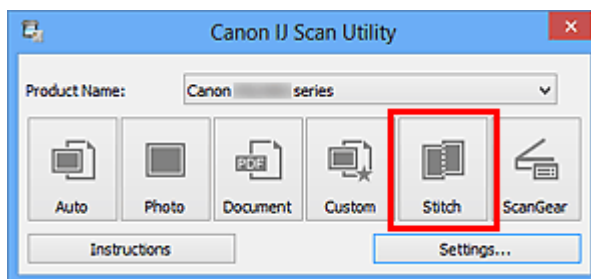 Canon IJ Scan Utility
Product Name: Canon series
PDF
Auto Photo Document Custom Stitch ScanGear
Instructions Settings...